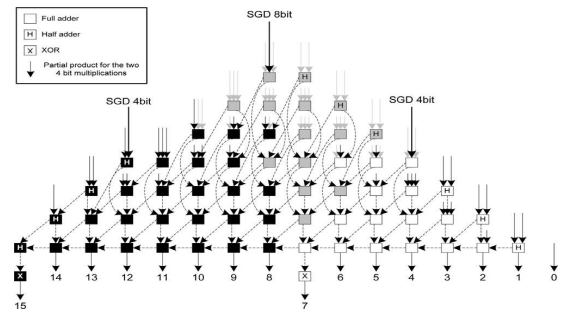 Full adder
H Half adder
X XOR
Partial product for the two
4 bit multiplications
SGD 8bit
SGD 4bit
SGD 4bit
H
H
H
H
H
H
H
H
H
H
X
X
14 13 12 11 10 9 8 6 5 4 3 2 1 0
15 7